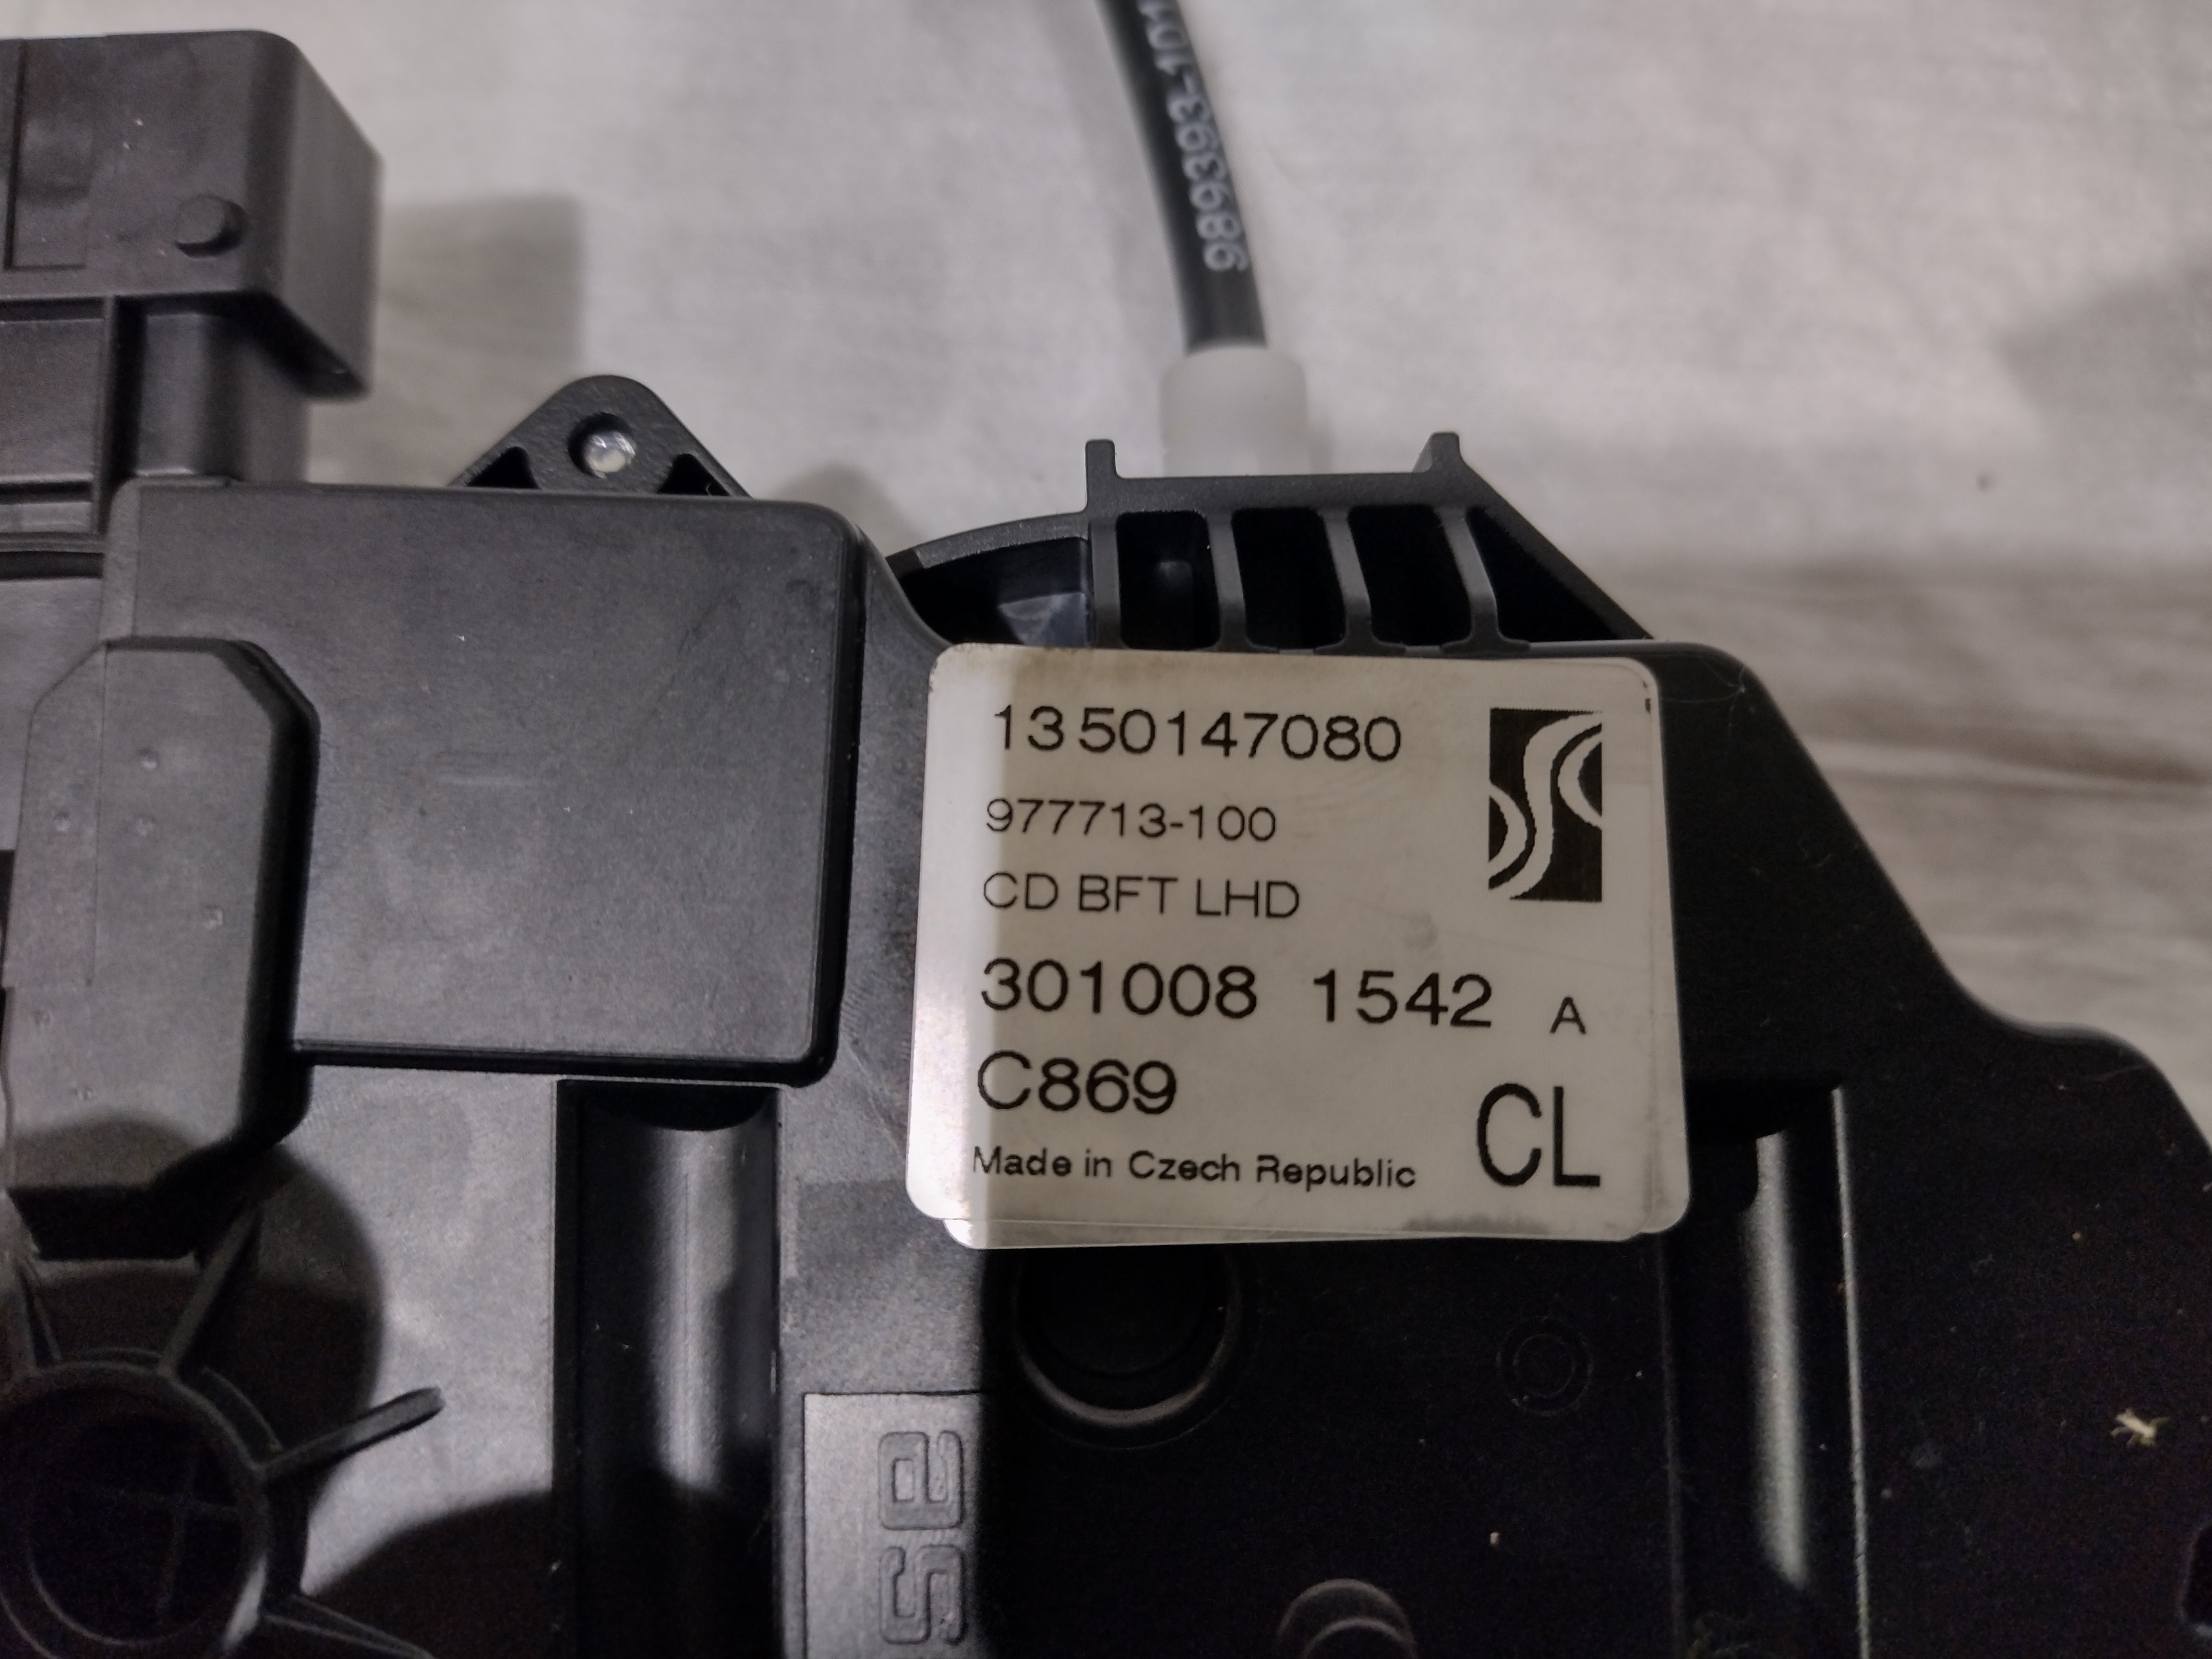 989393-101
1350147080
977713-100
CD BFT LHD
301008 1542 A
C869
CL
Made in Czech Republic